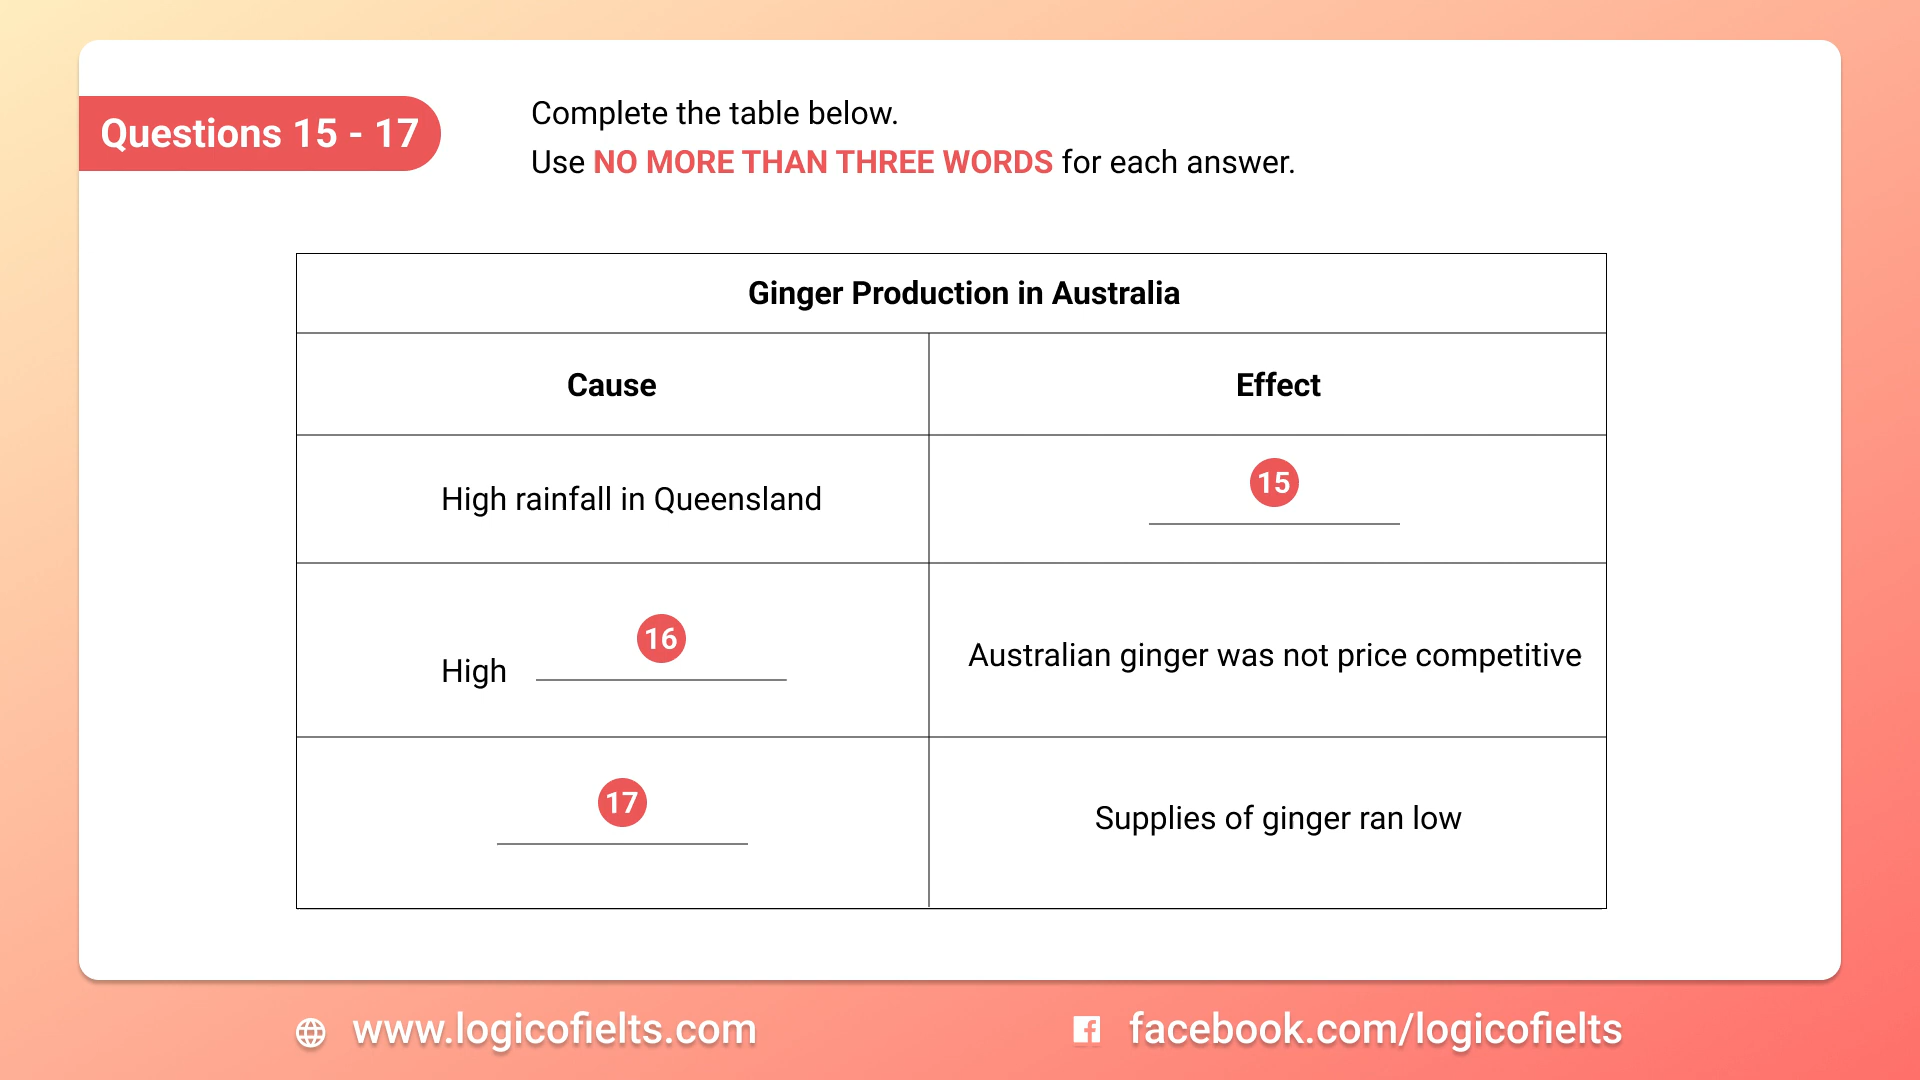 Questions 15 - 17
Complete the table below.
Use NO MORE THAN THREE WORDS for each answer.
Ginger Production in Australia
Cause
Effect
High rainfall in Queensland
15
High
16
Australian ginger was not price competitive
17
Supplies of ginger ran low
www.logicofielts.com
facebook.com/logicofielts